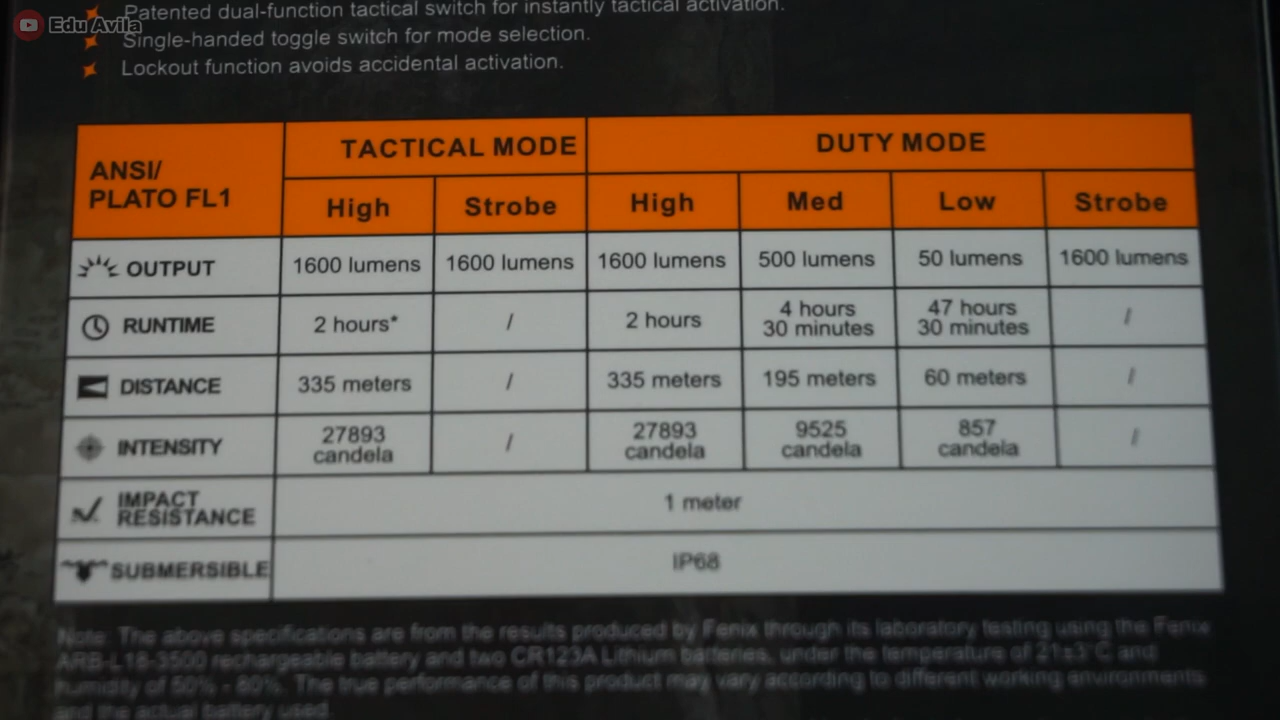 Edu Avila
Patented dual-function tactical switch for instantly tactical activation.
Single-handed toggle switch for mode selection.
Lockout function avoids accidental activation.
ANSI/
PLATO FL1
TACTICAL MODE
DUTY MODE
High
Strobe
High
Med
Low
Strobe
OUTPUT
1600 lumens
1600 lumens
1600 lumens
500 lumens
50 lumens
1600 lumens
RUNTIME
2 hours*
/
2 hours
4 hours
30 minutes
47 hours
30 minutes
/
DISTANCE
335 meters
/
335 meters
195 meters
60 meters
/
INTENSITY
27893
candela
/
27893
candela
9525
candela
857
candela
/
IMPACT
RESISTANCE
1 meter
SUBMERSIBLE
IP68
Note: The above specifications are from the results produced by Fenix through its laboratory testing using the Fenix
ARB-L18-3500 rechargeable battery and two CR123A Lithium batteries, under the temperature of 21±3°C and
humidity of 50% - 80%. The true performance of this product may vary according to different working environments
and the actual battery used.